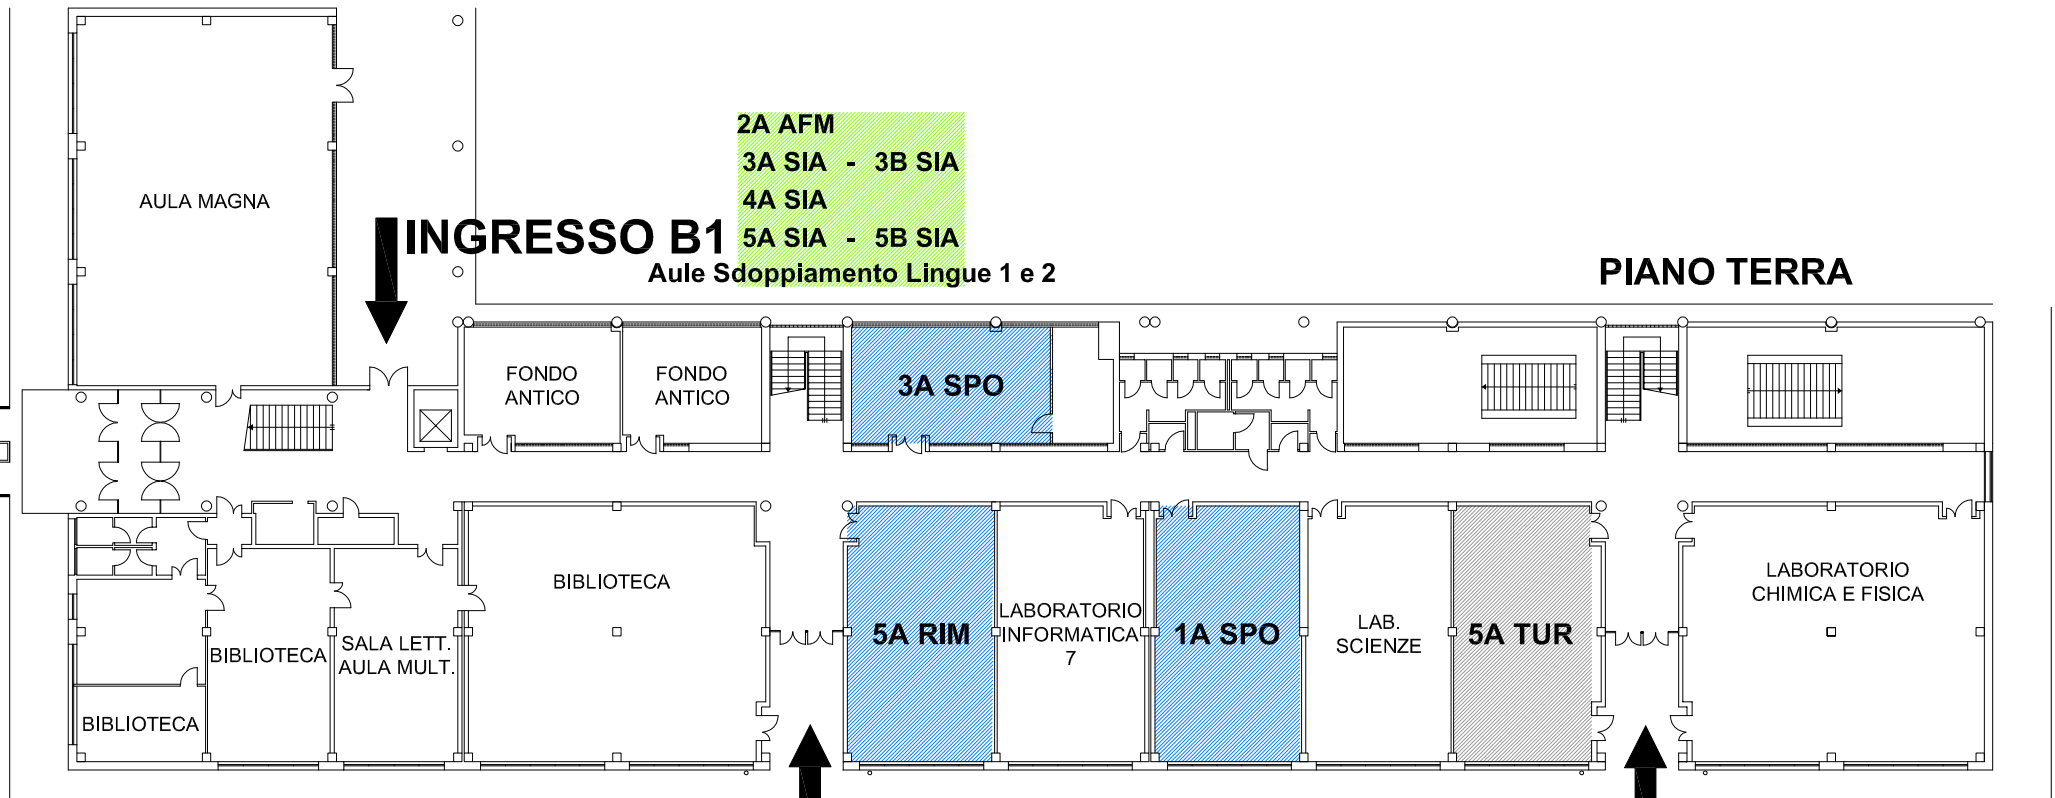 2A AFM
3A SIA - 3B SIA
AULA MAGNA
4A SIA
INGRESSO B1
5A SIA - 5B SIA
Aule Sdoppiamento Lingue 1 e 2
PIANO TERRA
FONDO
ANTICO
FONDO
ANTICO
3A SPO
BIBLIOTECA
LABORATORIO
CHIMICA E FISICA
LABORATORIO
INFORMATICA
7
5A RIM
1A SPO
LAB.
SCIENZE
5A TUR
SALA LETT.
AULA MULT.
BIBLIOTECA
BIBLIOTECA